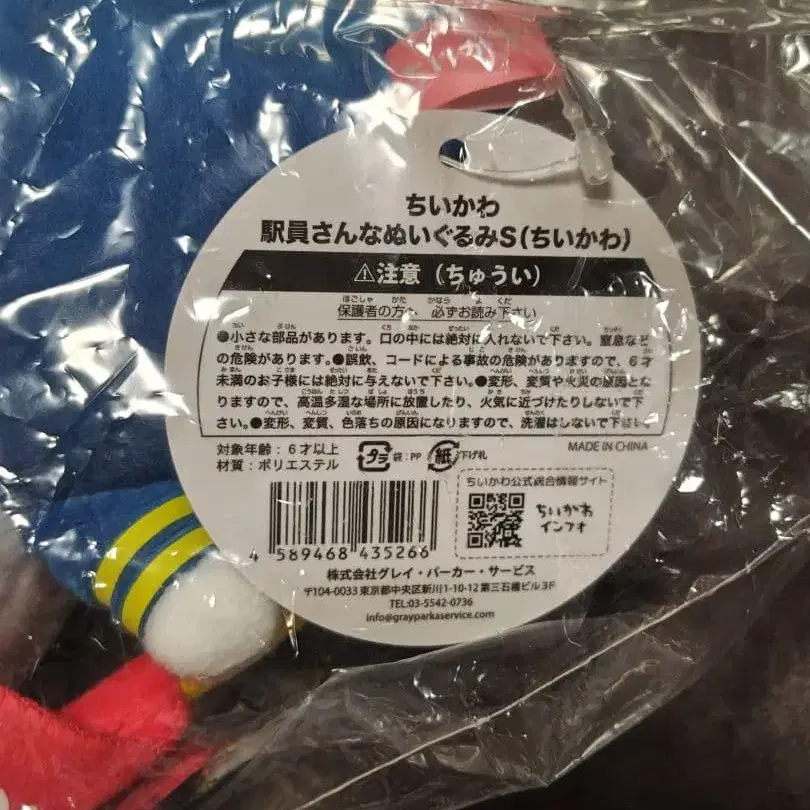 ちいかわ
駅員さんなぬいぐるみS(ちいかわ)
⚠注意(ちゅうい)
保護者の方へ 必ずお読み下さい
●小さな部品があります。口の中には絶対に入れないで下さい。窒息など
の危険があります。●誤飲、コードによる事故の危険がありますので、6才
未満のお子様には絶対に与えないで下さい。●変形、変質や火災の原因とな
りますので、高温多湿な場所に放置したり、火気に近づけたりしないで下
さい。●変形、変質、色落ちの原因になりますので、洗濯はしないで下さい。
対象年齢:6才以上
MADE IN CHINA
材質:ポリエステル
プラ 袋:PP 紙 下げ札
ちいかわ公式総合情報サイト
ちいかわ
インフォ
4 589468 435266
株式会社グレイ・パーカー・サービス
〒104-0033 東京都中央区新川1-10-12 第三石橋ビル3F
TEL:03-5542-0736
info@grayparkaservice.com